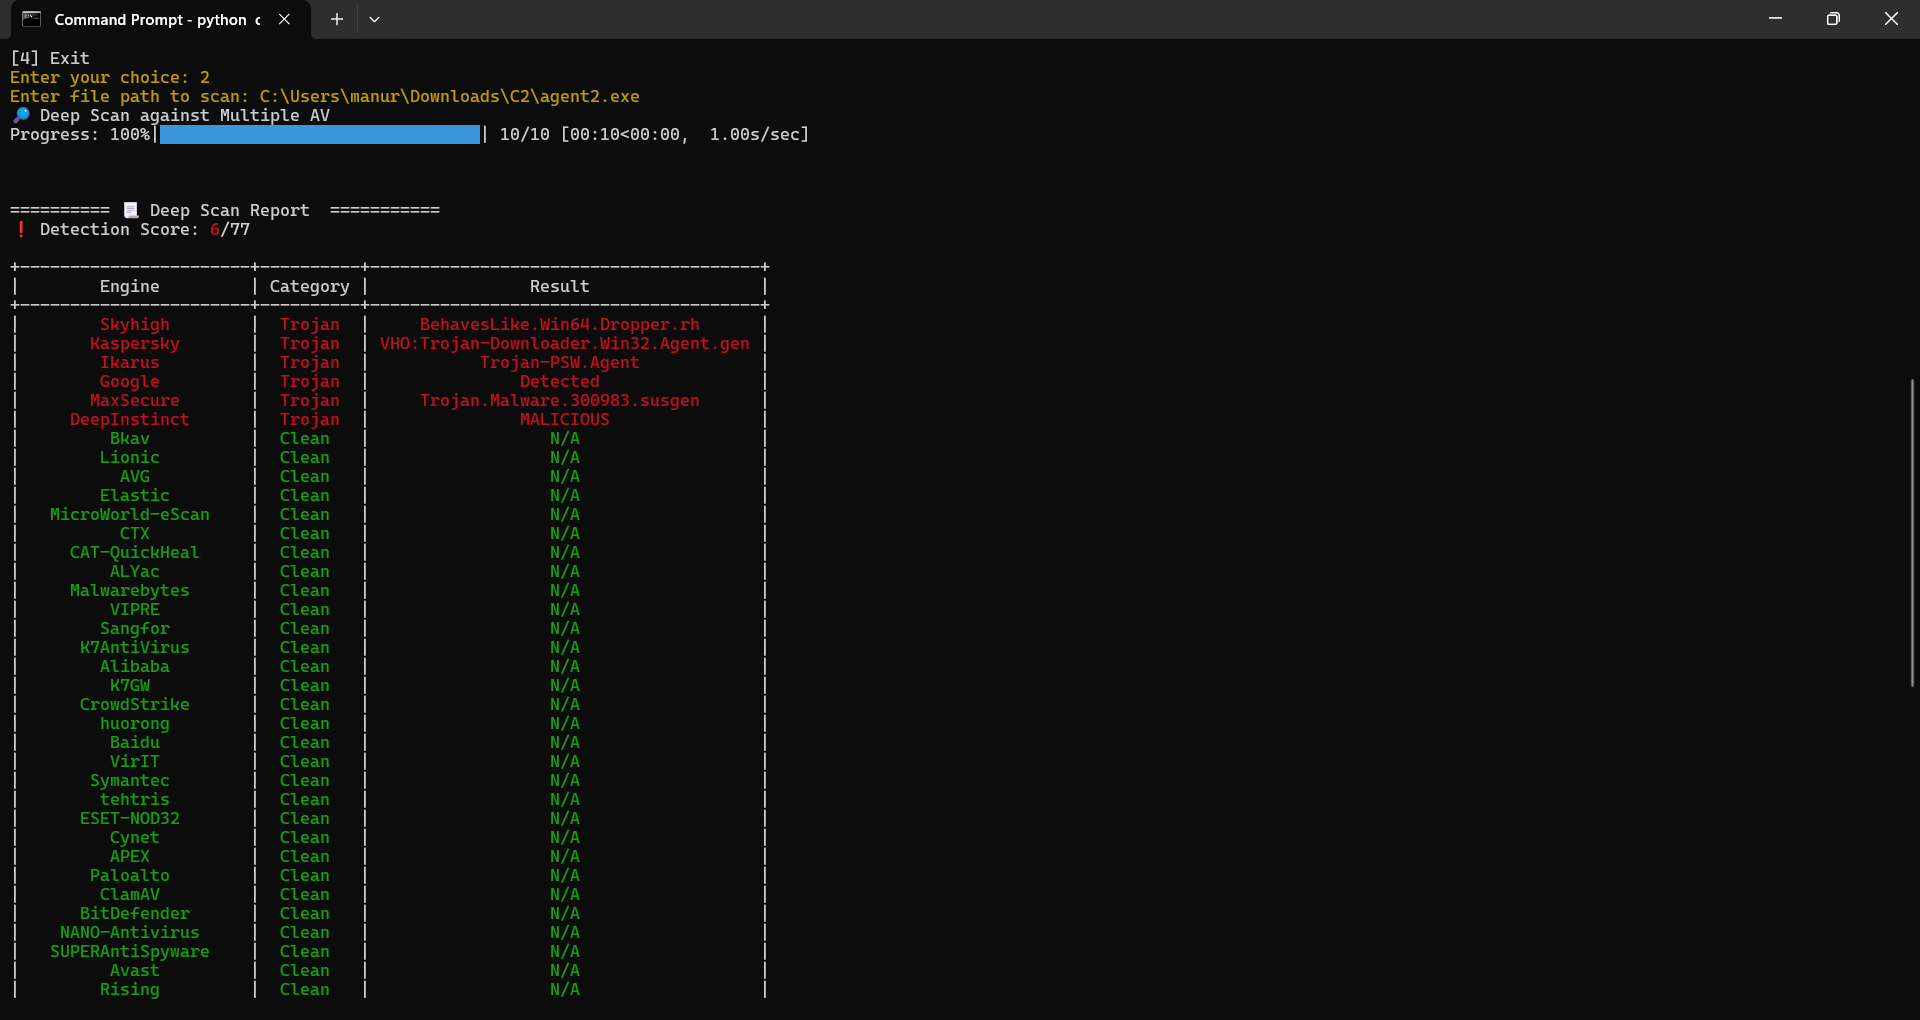 Command Prompt - python c
[4] Exit
Enter your choice: 2
Enter file path to scan: C:\Users\manur\Downloads\C2\agent2.exe
🔎 Deep Scan against Multiple AV
Progress: 100%| | 10/10 [00:10<00:00, 1.00s/sec]
========== 📃 Deep Scan Report ===========
❗ Detection Score: 6/77
+-----------------------+----------+---------------------------------------+
| Engine | Category | Result |
+-----------------------+----------+---------------------------------------+
| Skyhigh | Trojan | BehavesLike.Win64.Dropper.rh |
| Kaspersky | Trojan | VHO:Trojan-Downloader.Win32.Agent.gen |
| Ikarus | Trojan | Trojan-PSW.Agent |
| Google | Trojan | Detected |
| MaxSecure | Trojan | Trojan.Malware.300983.susgen |
| DeepInstinct | Trojan | MALICIOUS |
| Bkav | Clean | N/A |
| Lionic | Clean | N/A |
| AVG | Clean | N/A |
| Elastic | Clean | N/A |
| MicroWorld-eScan | Clean | N/A |
| CTX | Clean | N/A |
| CAT-QuickHeal | Clean | N/A |
| ALYac | Clean | N/A |
| Malwarebytes | Clean | N/A |
| VIPRE | Clean | N/A |
| Sangfor | Clean | N/A |
| K7AntiVirus | Clean | N/A |
| Alibaba | Clean | N/A |
| K7GW | Clean | N/A |
| CrowdStrike | Clean | N/A |
| huorong | Clean | N/A |
| Baidu | Clean | N/A |
| VirIT | Clean | N/A |
| Symantec | Clean | N/A |
| tehtris | Clean | N/A |
| ESET-NOD32 | Clean | N/A |
| Cynet | Clean | N/A |
| APEX | Clean | N/A |
| Paloalto | Clean | N/A |
| ClamAV | Clean | N/A |
| BitDefender | Clean | N/A |
| NANO-Antivirus | Clean | N/A |
| SUPERAntiSpyware | Clean | N/A |
| Avast | Clean | N/A |
| Rising | Clean | N/A |